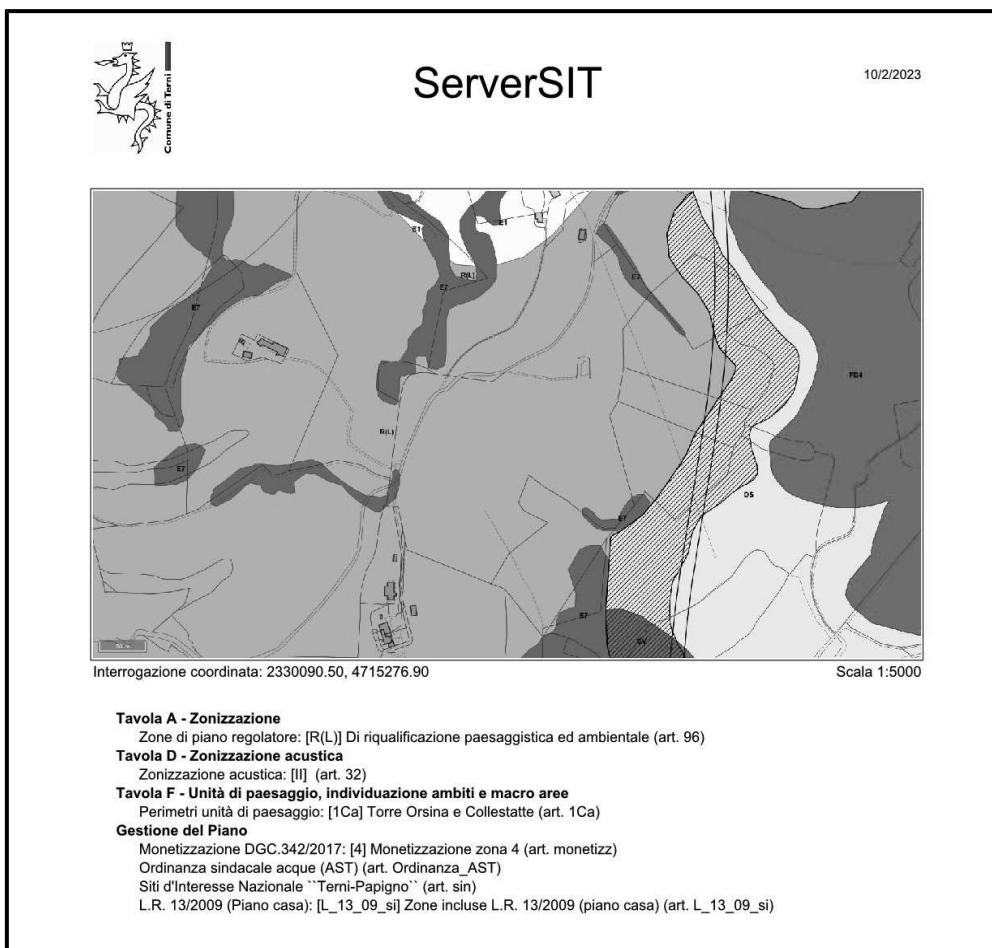 Comune di Terni
ServerSIT
10/2/2023
E1
E1
R(L)
E7
E7
E7
FD4
R(L)
E7
DS
E7
E7
GV
50 m
Interrogazione coordinata: 2330090.50, 4715276.90
Scala 1:5000
Tavola A - Zonizzazione
Zone di piano regolatore: [R(L)] Di riqualificazione paesaggistica ed ambientale (art. 96)
Tavola D - Zonizzazione acustica
Zonizzazione acustica: [II]  (art. 32)
Tavola F - Unità di paesaggio, individuazione ambiti e macro aree
Perimetri unità di paesaggio: [1Ca] Torre Orsina e Collestatte (art. 1Ca)
Gestione del Piano
Monetizzazione DGC.342/2017: [4] Monetizzazione zona 4 (art. monetizz)
Ordinanza sindacale acque (AST) (art. Ordinanza_AST)
Siti d'Interesse Nazionale ``Terni-Papigno`` (art. sin)
L.R. 13/2009 (Piano casa): [L_13_09_si] Zone incluse L.R. 13/2009 (piano casa) (art. L_13_09_si)